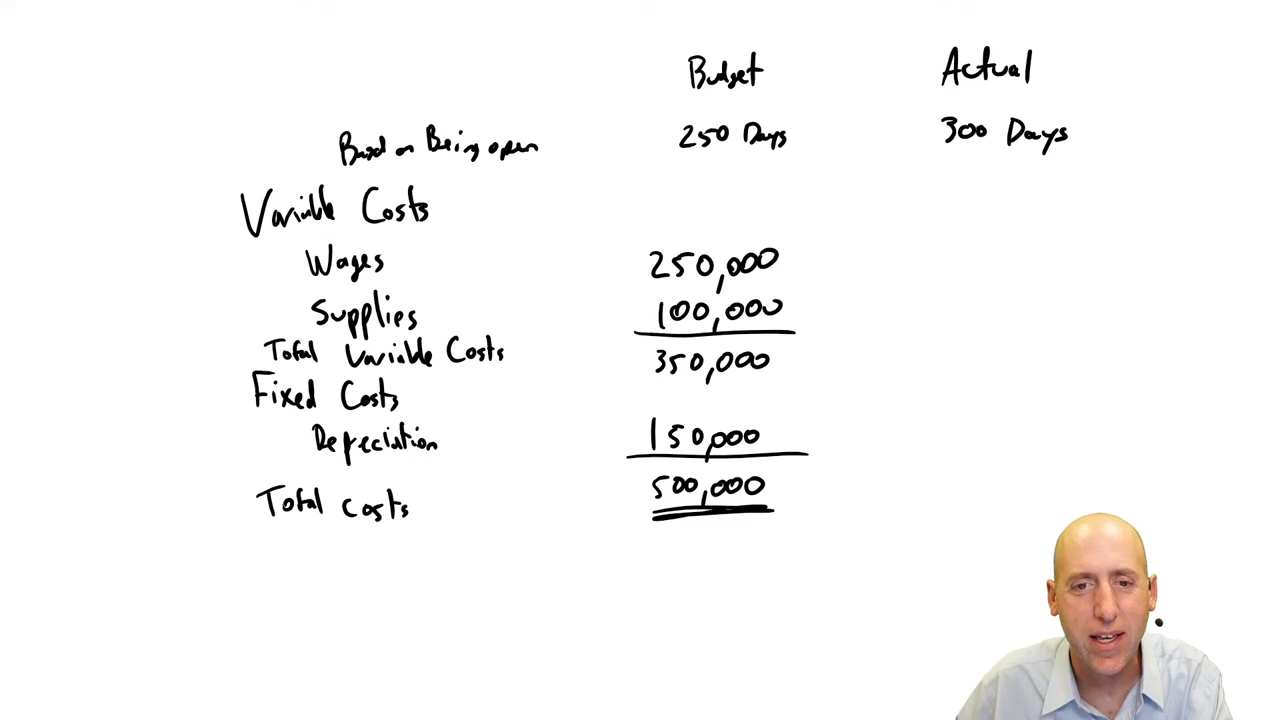 Budget Actual
Based on Being open 250 Days 300 Days
Variable Costs
Wages 250,000
Supplies 100,000
Total Variable Costs 350,000
Fixed Costs
Depreciation 150,000
Total Costs 500,000